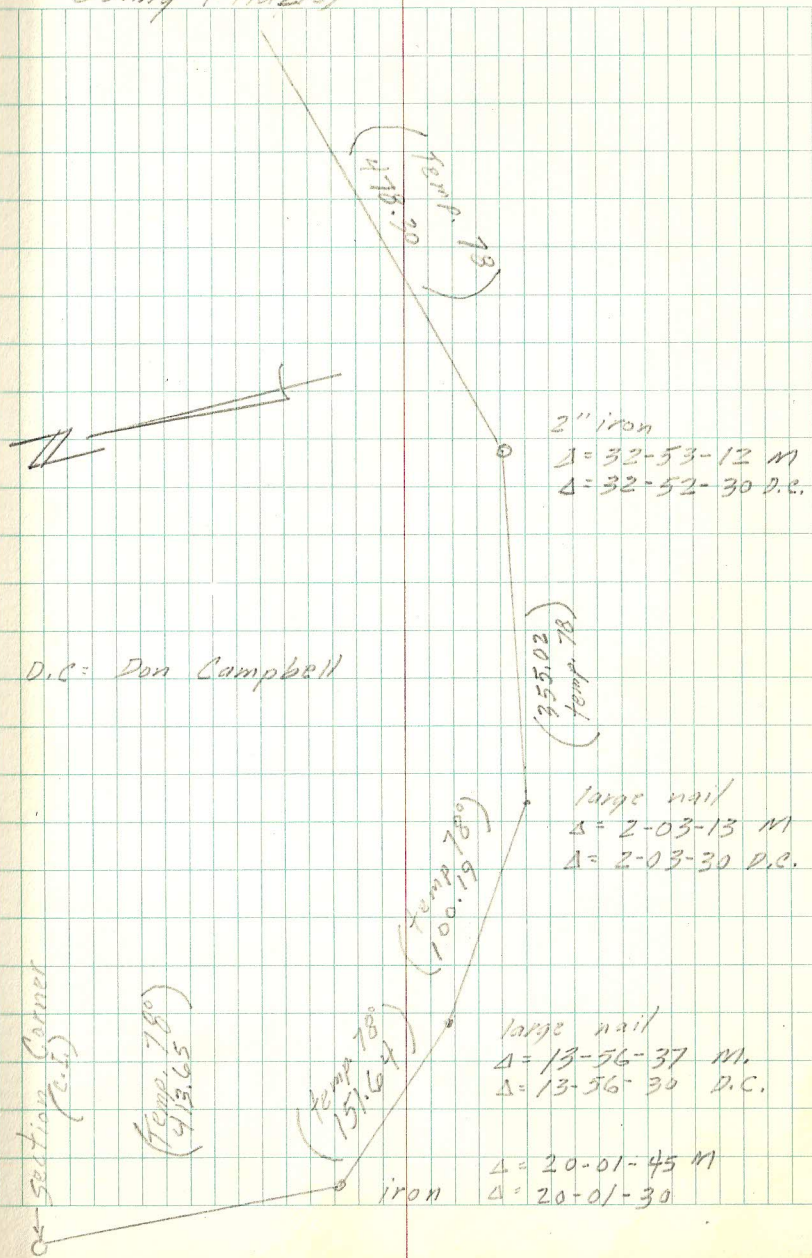 (Temp. 78
418.70)
N
2" iron
Δ = 32-53-12 M
Δ = 32-52-30 D.C.
D.C = Don Campbell
(355.02)
temp. 78)
large nail
Δ = 2-03-13 M
Δ = 2-03-30 D.C.
(temp 78°)
100.19
Section Corner
(C.I.)
(Temp. 78°)
413.65
(temp 78°
151.64)
large nail
Δ = 13-56-37 M.
Δ = 13-56-30 D.C.
iron
Δ = 20-01-45 M
Δ = 20-01-30